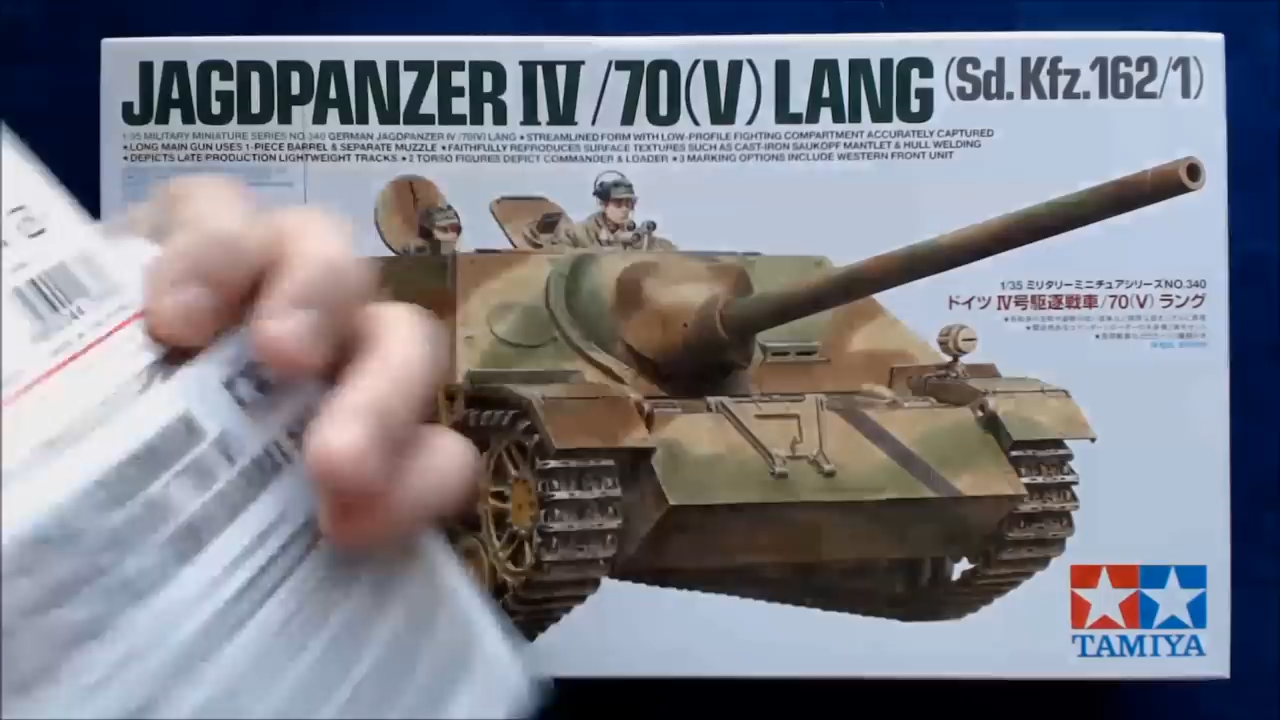 JAGDPANZER IV /70(V) LANG (Sd.Kfz.162/1)
1/35 MILITARY MINIATURE SERIES NO.340 GERMAN JAGDPANZER IV /70(V) LANG • STREAMLINED FORM WITH LOW-PROFILE FIGHTING COMPARTMENT ACCURATELY CAPTURED
• LONG MAIN GUN USES 1-PIECE BARREL & SEPARATE MUZZLE • FAITHFULLY REPRODUCES SURFACE TEXTURES SUCH AS CAST-IRON SAUKOPF MANTLET & HULL WELDING
• DEPICTS LATE PRODUCTION LIGHTWEIGHT TRACKS • 2 TORSO FIGURES DEPICT COMMANDER & LOADER • 3 MARKING OPTIONS INCLUDE WESTERN FRONT UNIT
1/35 ミリタリーミニチュアシリーズNO.340
ドイツ IV号駆逐戦車/70(V) ラング
TAMIYA